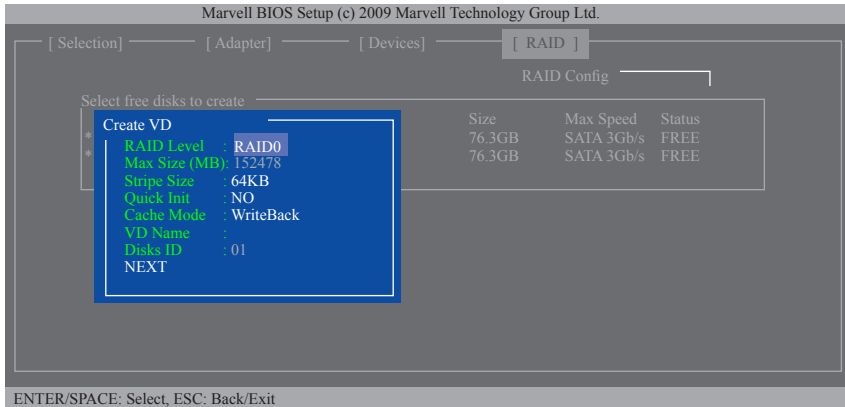 Marvell BIOS Setup (c) 2009 Marvell Technology Group Ltd.
[ Selection] [ Adapter] [ Devices] [ RAID ]
RAID Config
Select free disks to create
Size Max Speed Status
* 76.3GB SATA 3Gb/s FREE
* 76.3GB SATA 3Gb/s FREE
Create VD
RAID Level : RAID0
Max Size (MB): 152478
Stripe Size : 64KB
Quick Init : NO
Cache Mode : WriteBack
VD Name :
Disks ID : 01
NEXT
ENTER/SPACE: Select, ESC: Back/Exit